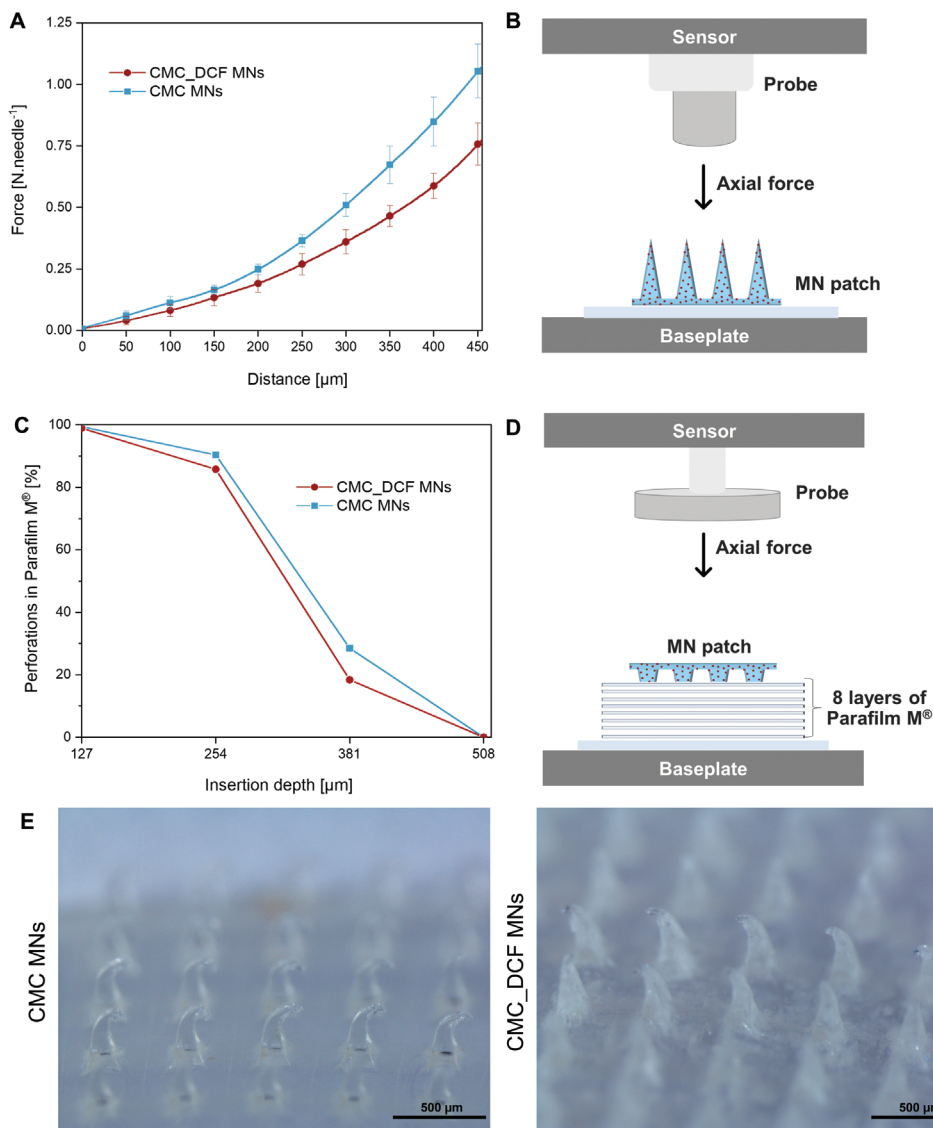 A
1.25
1.00
0.75
0.50
0.25
0.00
Force [N.needle-1]
CMC_DCF MNs
CMC MNs
0 50 100 150 200 250 300 350 400 450
Distance [µm]
B
Sensor
Probe
Axial force
MN patch
Baseplate
C
100
80
60
40
20
0
Perforations in Parafilm M® [%]
CMC_DCF MNs
CMC MNs
127 254 381 508
Insertion depth [µm]
D
Sensor
Probe
Axial force
MN patch
8 layers of
Parafilm M®
Baseplate
E
CMC MNs
500 µm
CMC_DCF MNs
500 µm